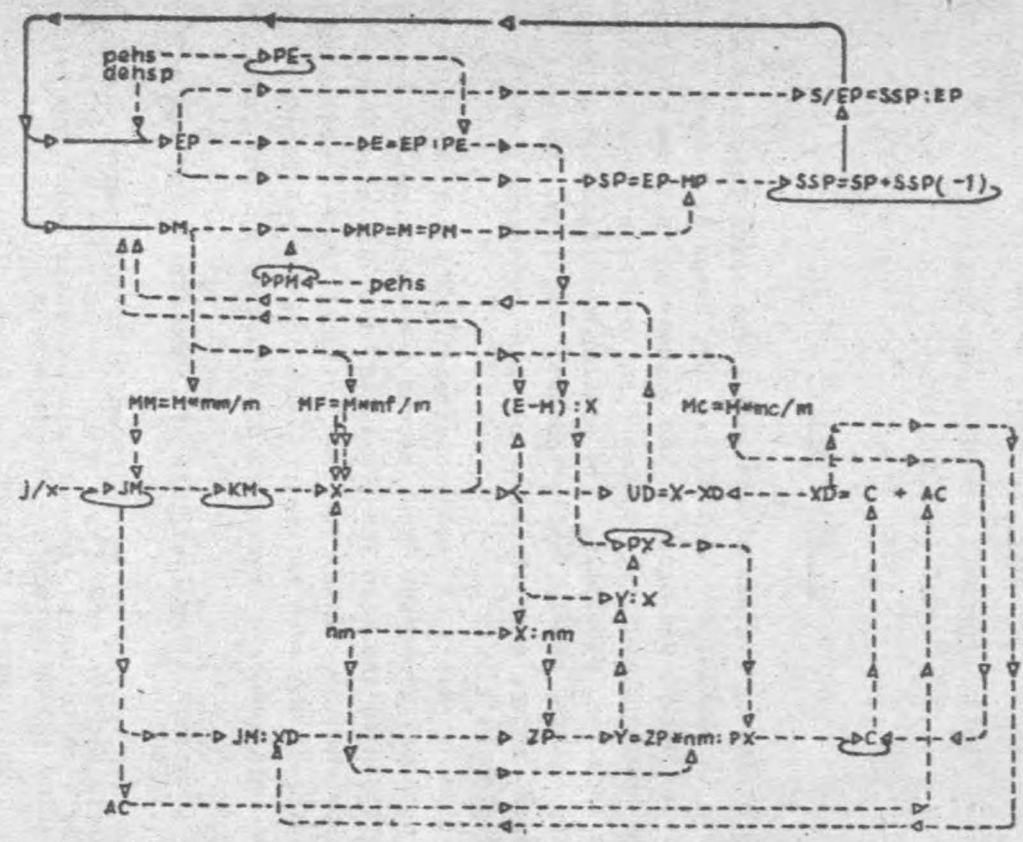 pehs PE
dehsp
S/EP=SSP:EP
EP E=EP:PE
SP=EP-MP SSP=SP+SSP(-1)
M MP=M=PM
PM pehs
MM=M*mm/m MF=M*mf/m (E-M):X MC=M*mc/m
j/x JM KM X UD=X-XD XD= C + AC
PX
Y:X
nm X:nm
JM:XD ZP Y=ZP*nm:PX C
AC